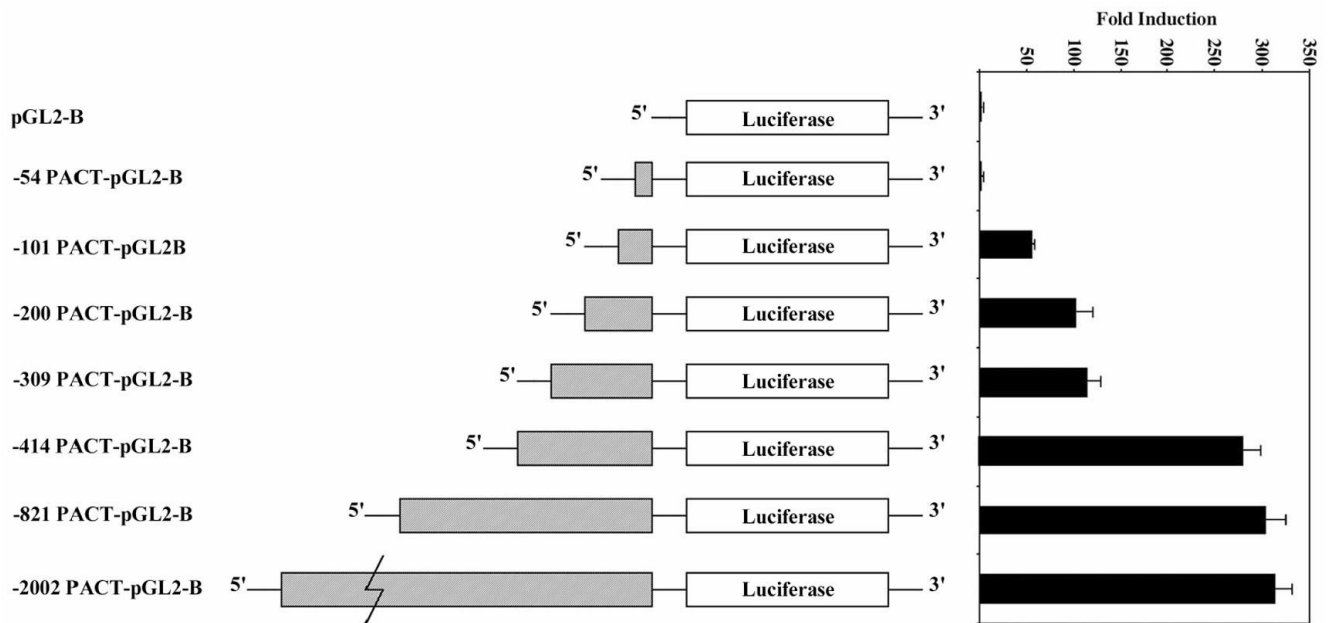 Fold Induction
50 100 150 200 250 300 350
pGL2-B 5' Luciferase 3'
-54 PACT-pGL2-B 5' Luciferase 3'
-101 PACT-pGL2B 5' Luciferase 3'
-200 PACT-pGL2-B 5' Luciferase 3'
-309 PACT-pGL2-B 5' Luciferase 3'
-414 PACT-pGL2-B 5' Luciferase 3'
-821 PACT-pGL2-B 5' Luciferase 3'
-2002 PACT-pGL2-B 5' Luciferase 3'